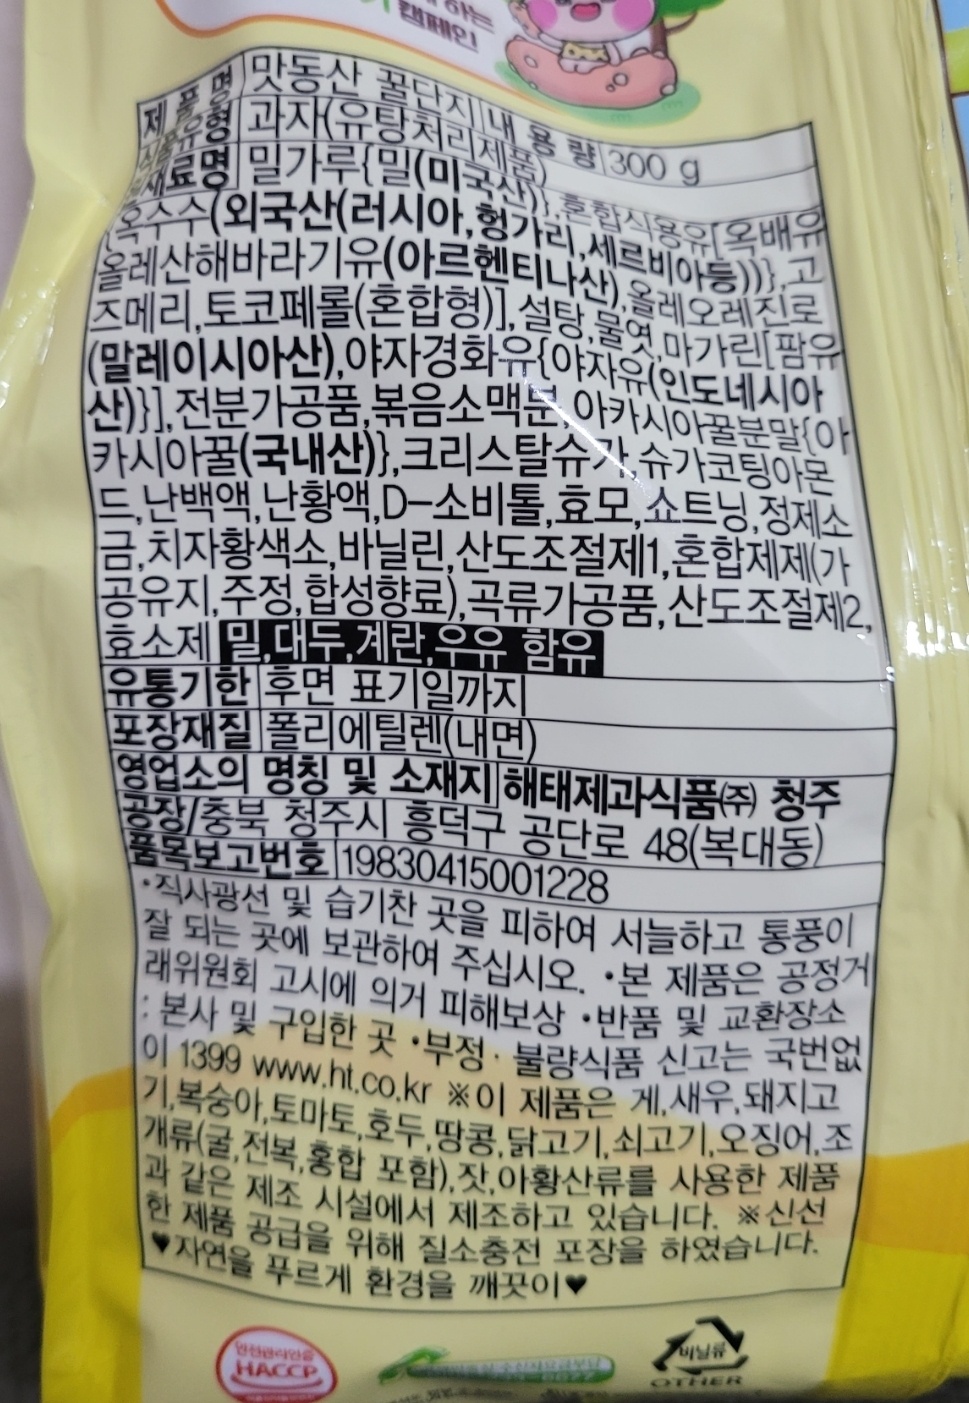 하는
캠페인
제 품 명 맛동산 꿀단지 내 용 량 300 g
식품유형 과자(유탕처리제품)
원재료명 밀가루{밀(미국산)},혼합식용유[옥배유
{옥수수(외국산(러시아,헝가리,세르비아등))},고
올레산해바라기유(아르헨티나산),올레오레진로
즈메리,토코페롤(혼합형)],설탕,물엿,마가린[팜유
(말레이시아산),야자경화유{야자유(인도네시아
산)}],전분가공품,볶음소맥분,아카시아꿀분말{아
카시아꿀(국내산)},크리스탈슈가,슈가코팅아몬
드,난백액,난황액,D-소비톨,효모,쇼트닝,정제소
금,치자황색소,바닐린,산도조절제1,혼합제제(가
공유지,주정,합성향료),곡류가공품,산도조절제2,
효소제 밀,대두,계란,우유 함유
유통기한 후면 표기일까지
포장재질 폴리에틸렌(내면)
영업소의 명칭 및 소재지 해태제과식품㈜ 청주
공장/충북 청주시 흥덕구 공단로 48(복대동)
품목보고번호 19830415001228
·직사광선 및 습기찬 곳을 피하여 서늘하고 통풍이
잘 되는 곳에 보관하여 주십시오. ·본 제품은 공정거
래위원회 고시에 의거 피해보상 ·반품 및 교환장소
: 본사 및 구입한 곳 ·부정· 불량식품 신고는 국번없
이 1399 www.ht.co.kr ※이 제품은 게,새우,돼지고
기,복숭아,토마토,호두,땅콩,닭고기,쇠고기,오징어,조
개류(굴,전복,홍합 포함),잣,아황산류를 사용한 제품
과 같은 제조 시설에서 제조하고 있습니다. ※신선
한 제품 공급을 위해 질소충전 포장을 하였습니다.
♥자연을 푸르게 환경을 깨끗이♥
안전관리인증
HACCP
비닐류
OTHER